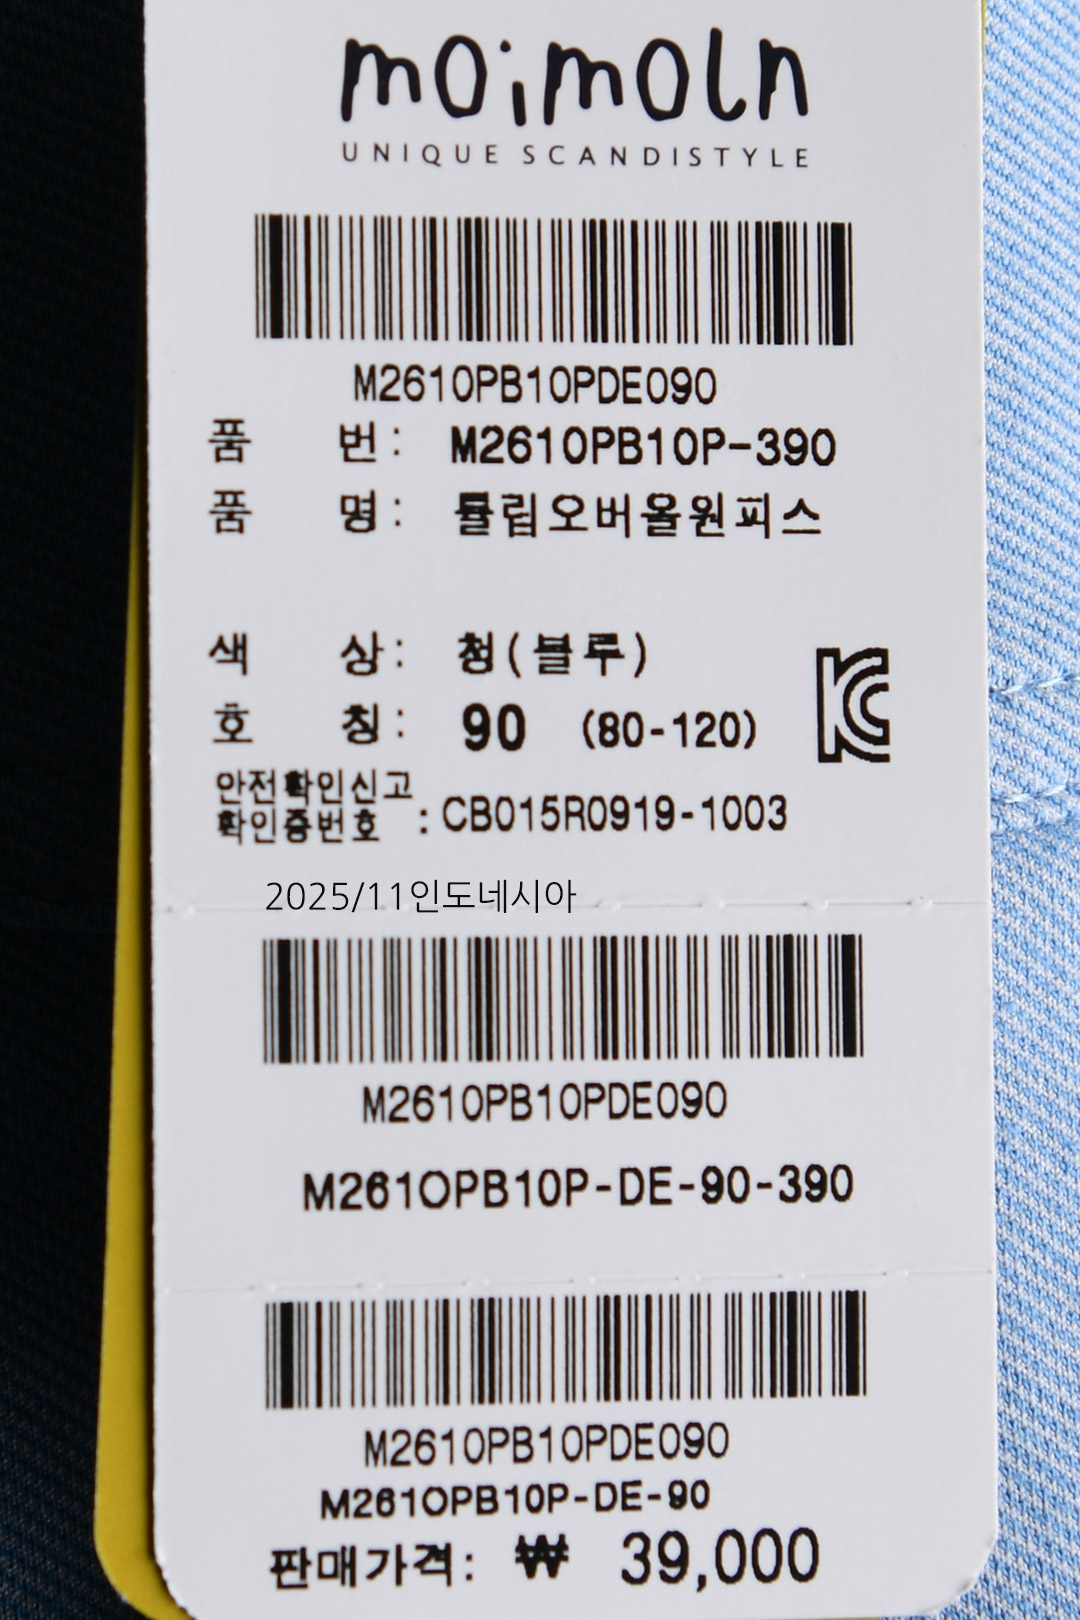 moimoln
UNIQUE SCANDISTYLE
M2610PB10PDE090
품 번: M2610PB10P-390
품 명: 튤립오버올원피스
색 상: 청(블루)
호 칭: 90 (80-120)
안전확인신고
확인증번호 : CB015R0919-1003
2025/11인도네시아
M2610PB10PDE090
M2610PB10P-DE-90-390
M2610PB10PDE090
M2610PB10P-DE-90
판매가격: ₩ 39,000